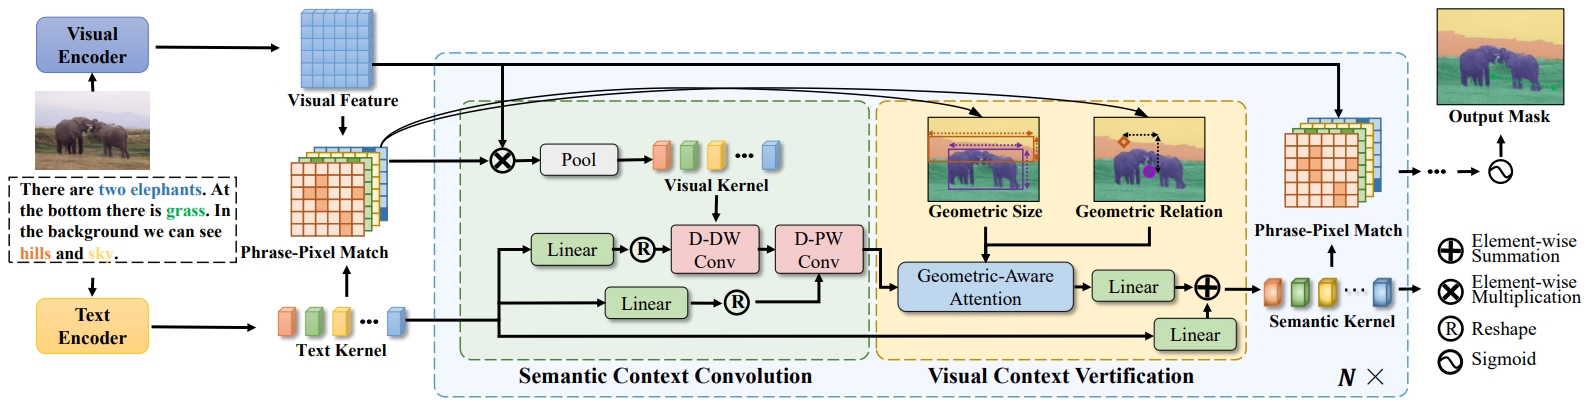 Visual
Encoder
There are two elephants. At
the bottom there is grass. In
the background we can see
hills and sky.
Text
Encoder
Visual Feature
Phrase-Pixel Match
Text Kernel
Pool
Visual Kernel
Linear
R
D-DW
Conv
D-PW
Conv
Linear
R
Semantic Context Convolution
Geometric Size
Geometric Relation
Geometric-Aware
Attention
Linear
Linear
Visual Context Vertification
N ×
Phrase-Pixel Match
Semantic Kernel
Output Mask
Element-wise
Summation
Element-wise
Multiplication
R Reshape
Sigmoid